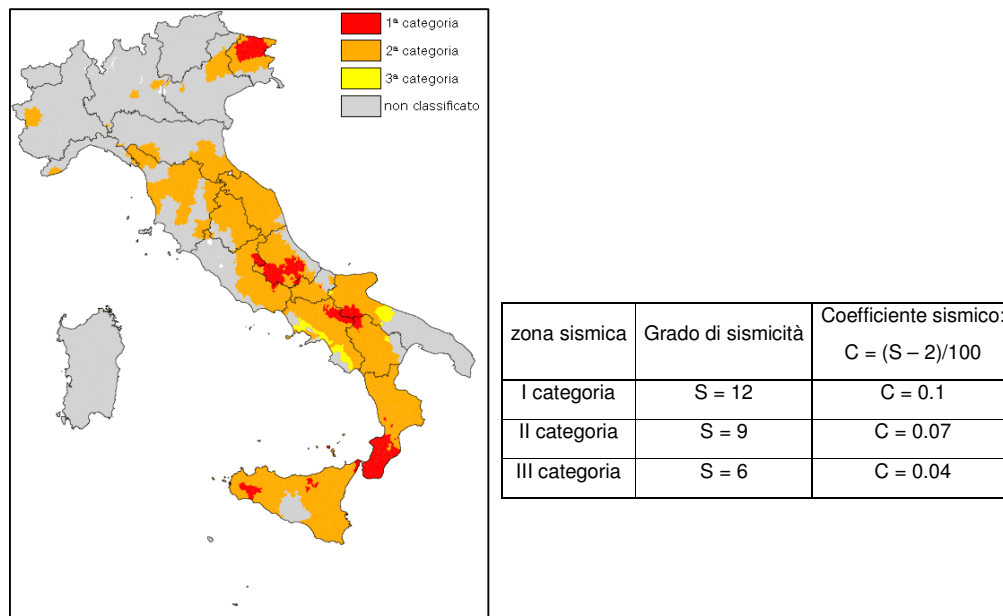 1ª categoria
2ª categoria
3ª categoria
non classificato
zona sismica
Grado di sismicità
Coefficiente sismico:
C = (S – 2)/100
I categoria
S = 12
C = 0.1
II categoria
S = 9
C = 0.07
III categoria
S = 6
C = 0.04